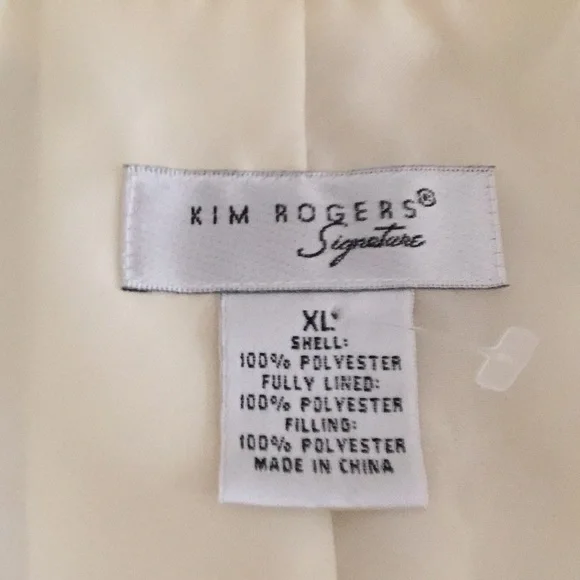 KIM ROGERS®
Signature
XL
SHELL:
100% POLYESTER
FULLY LINED:
100% POLYESTER
FILLING:
100% POLYESTER
MADE IN CHINA